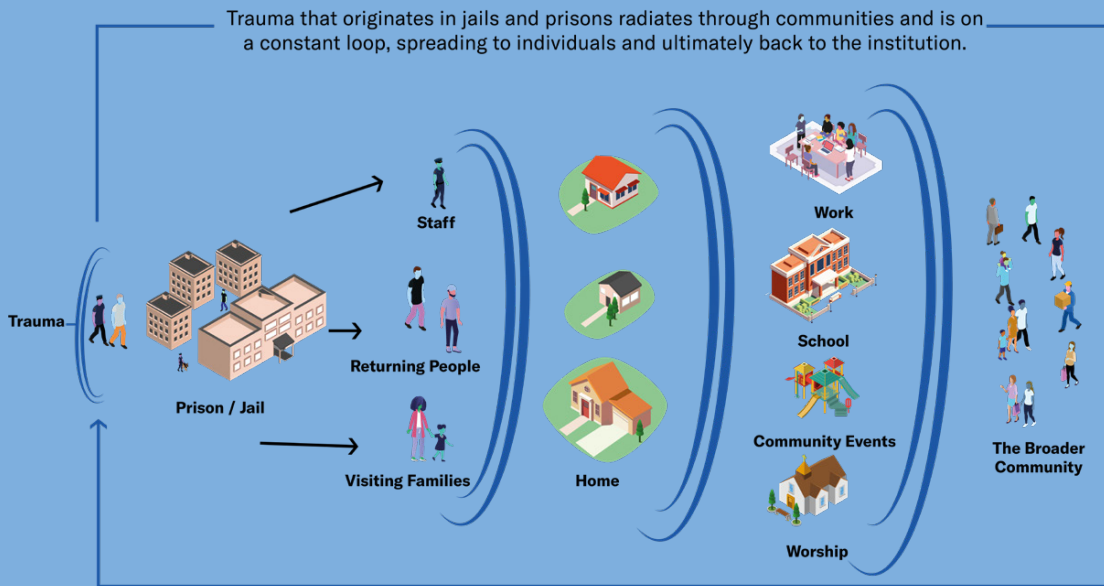 Trauma that originates in jails and prisons radiates through communities and is on
a constant loop, spreading to individuals and ultimately back to the institution.
Trauma
Prison / Jail
Staff
Returning People
Visiting Families
Home
Work
School
Community Events
Worship
The Broader
Community